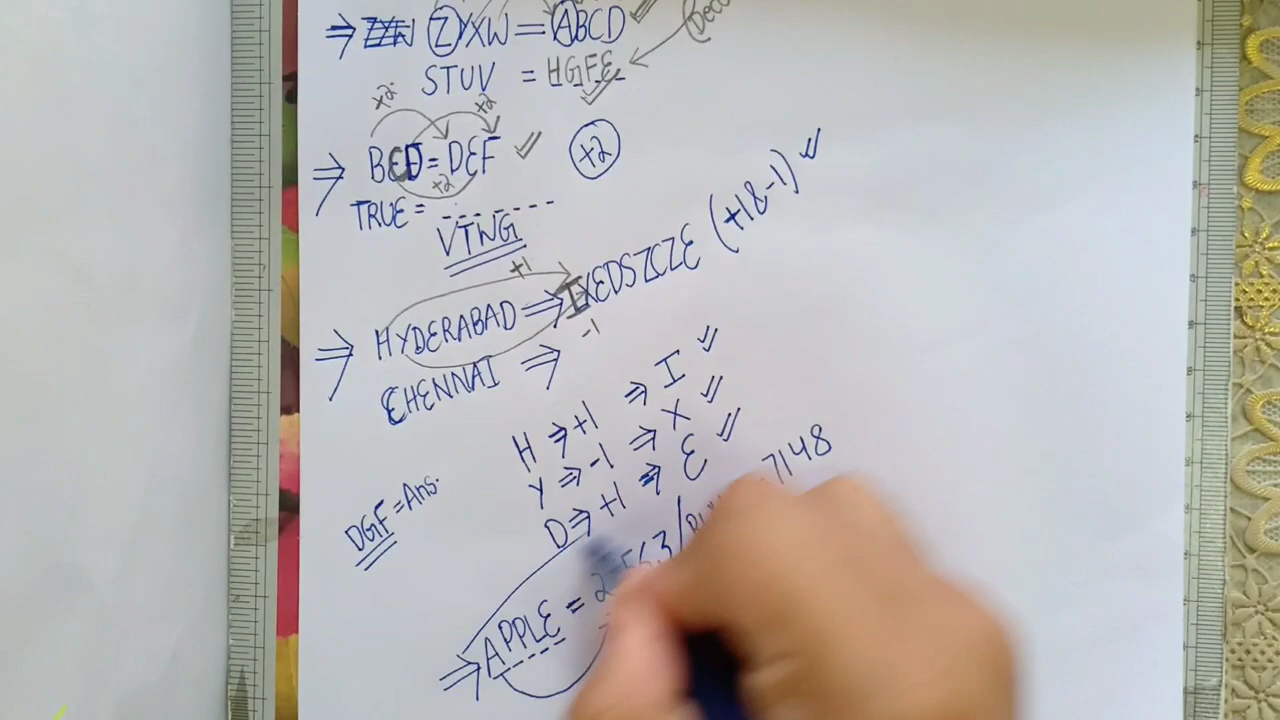 ⇒ ZYXW = ABCD
STUV = HGFE
+2 +2
⇒ BCD = DEF +2
+2
TRUE =
VTWG
+1
⇒ HYDERABAD ⇒ IXEDSZCZE (+1 & -1)
-1
CHENNAI ⇒
H ⇒ +1 ⇒ I
Y ⇒ -1 ⇒ X
D ⇒ +1 ⇒ E
DGF = Ans.
7148
⇒ APPLE = 2